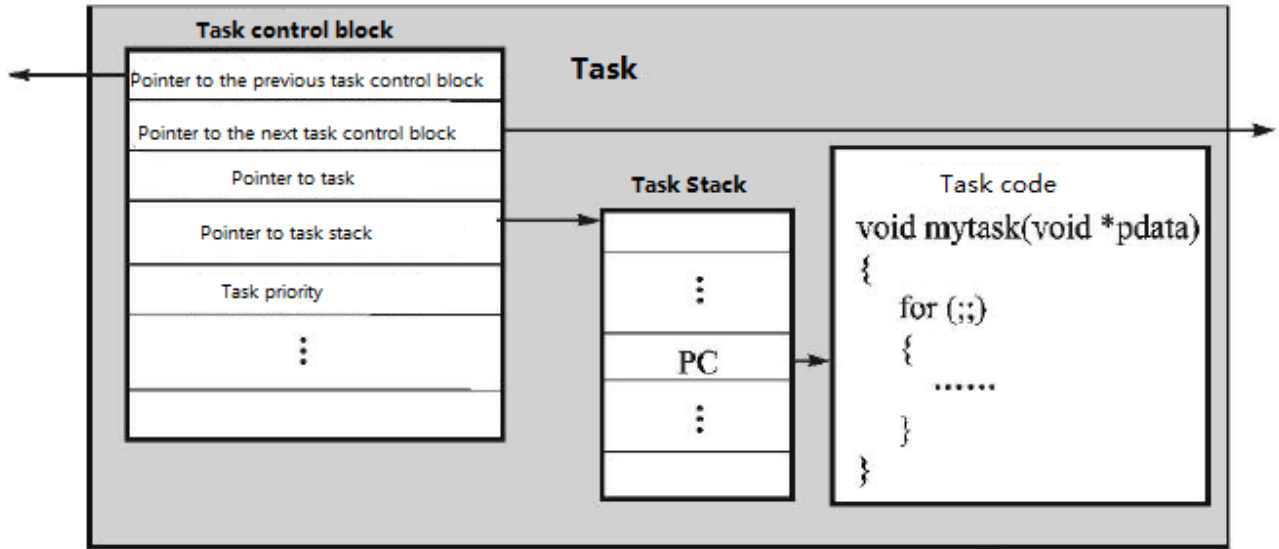 Task control block
Task
Pointer to the previous task control block
Pointer to the next task control block
Pointer to task
Pointer to task stack
Task priority
⋮
Task Stack
⋮
PC
⋮
Task code
void mytask(void *pdata)
{
for (;;)
{
......
}
}